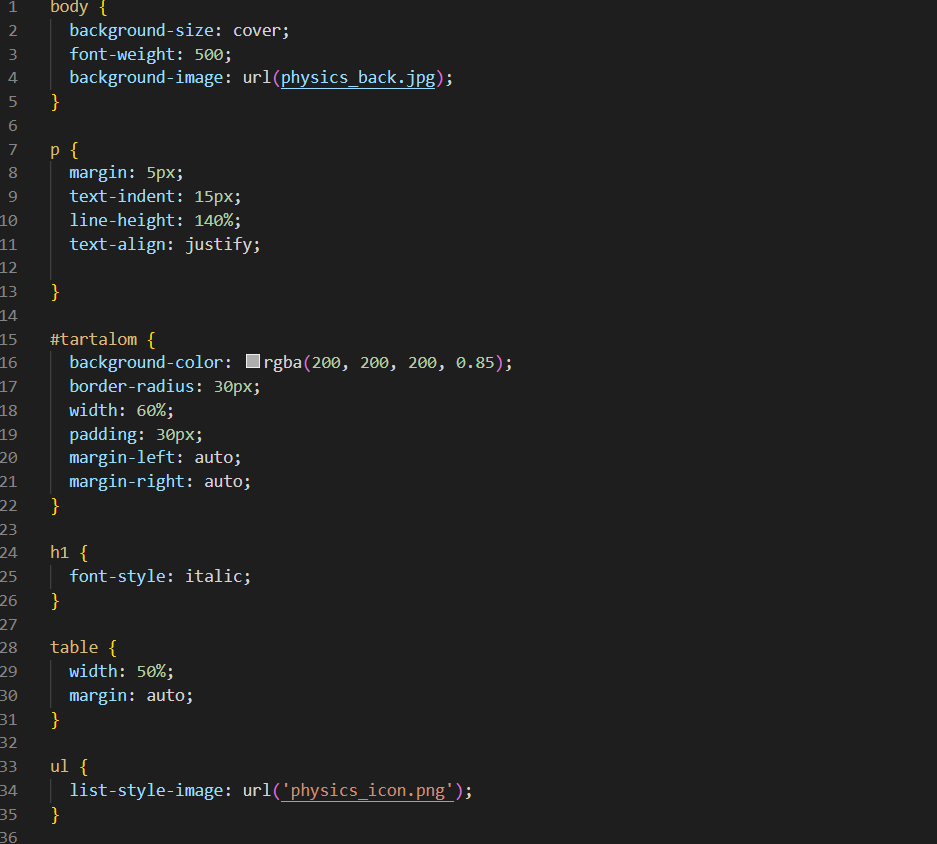 1 body {
2 background-size: cover;
3 font-weight: 500;
4 background-image: url(physics_back.jpg);
5 }
6
7 p {
8 margin: 5px;
9 text-indent: 15px;
10 line-height: 140%;
11 text-align: justify;
12
13 }
14
15 #tartalom {
16 background-color: rgba(200, 200, 200, 0.85);
17 border-radius: 30px;
18 width: 60%;
19 padding: 30px;
20 margin-left: auto;
21 margin-right: auto;
22 }
23
24 h1 {
25 font-style: italic;
26 }
27
28 table {
29 width: 50%;
30 margin: auto;
31 }
32
33 ul {
34 list-style-image: url('physics_icon.png');
35 }
36